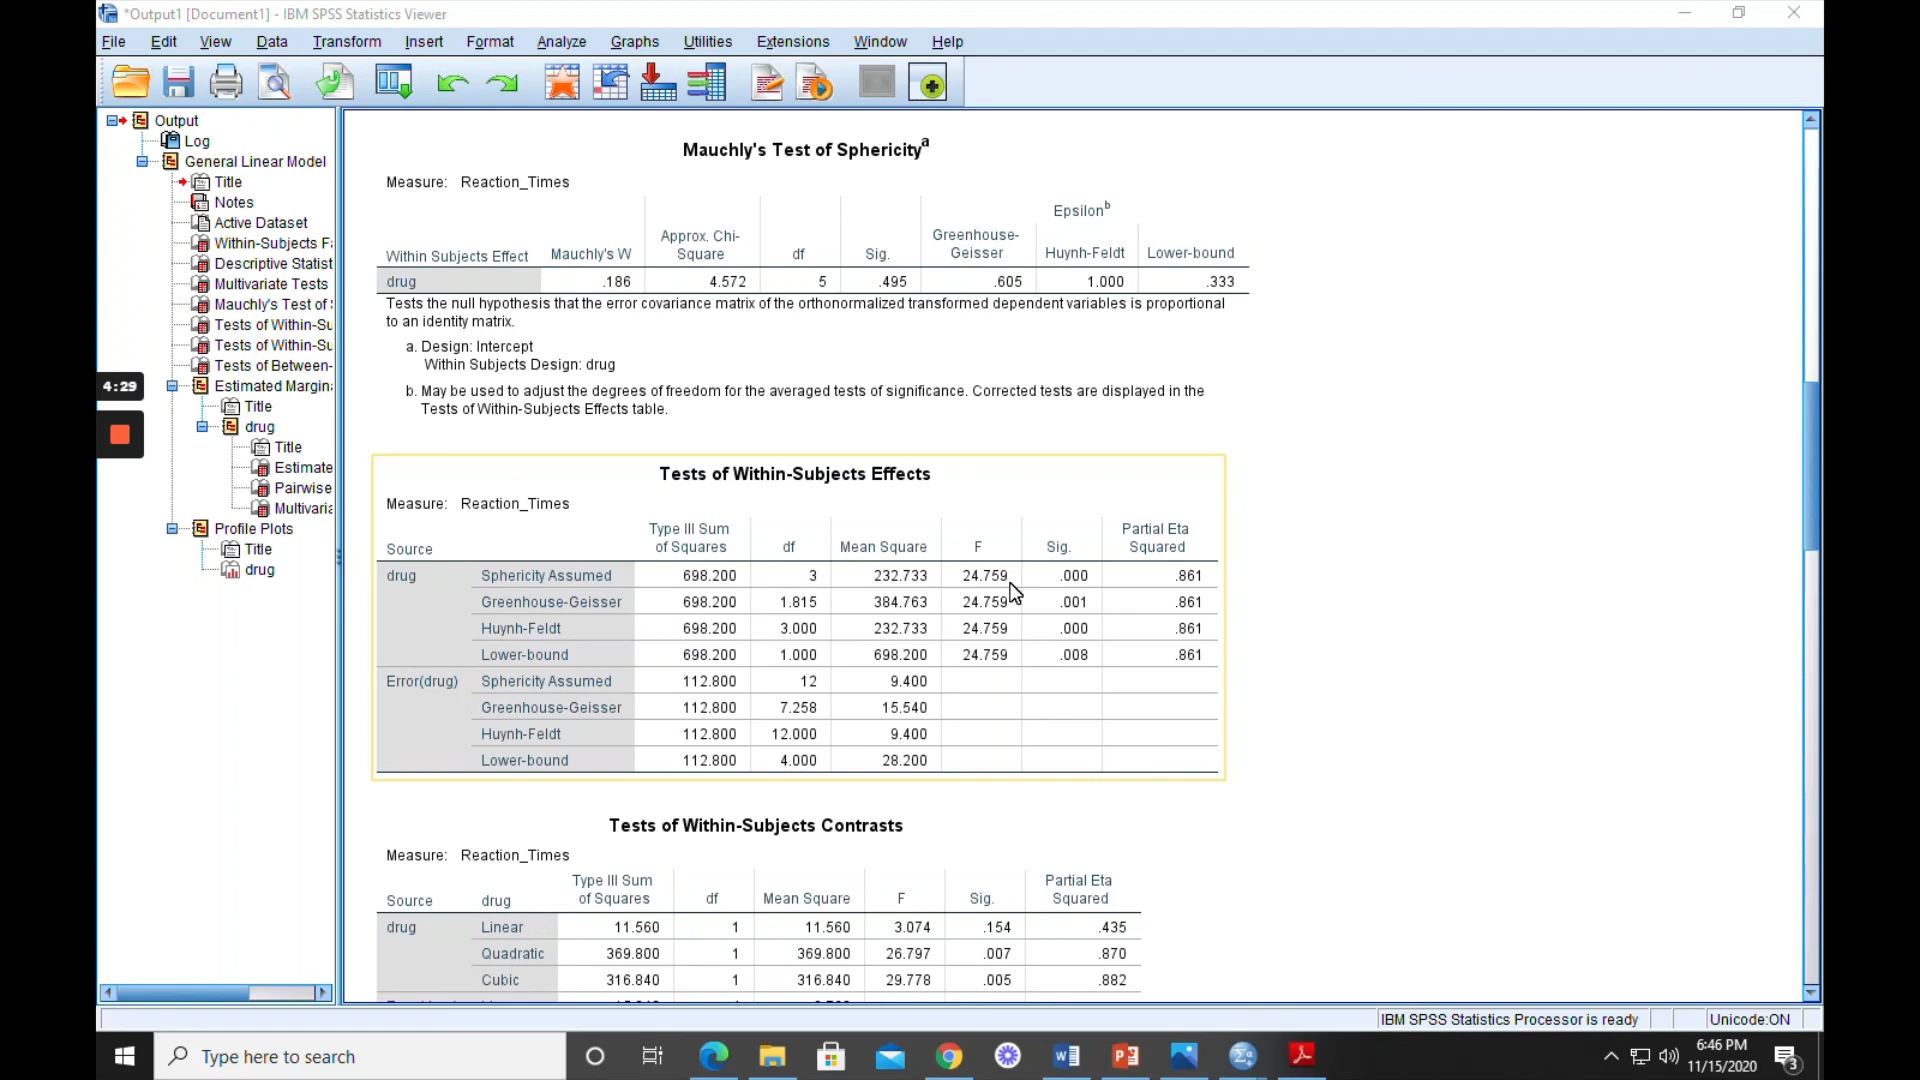 *Output1 [Document1] - IBM SPSS Statistics Viewer
File Edit View Data Transform Insert Format Analyze Graphs Utilities Extensions Window Help
Output
Log
General Linear Model
Title
Notes
Active Dataset
Within-Subjects Fa
Descriptive Statist
Multivariate Tests
Mauchly's Test of
Tests of Within-Su
Tests of Within-Su
Tests of Between-
Estimated Margin
Title
drug
Title
Estimate
Pairwise
Multivaria
Profile Plots
Title
drug
4:29
Mauchly's Test of Sphericity a
Measure: Reaction_Times
Epsilon b
Within Subjects Effect Mauchly's W Approx. Chi-Square df Sig. Greenhouse-Geisser Huynh-Feldt Lower-bound
drug .186 4.572 5 .495 .605 1.000 .333
Tests the null hypothesis that the error covariance matrix of the orthonormalized transformed dependent variables is proportional
to an identity matrix.
a. Design: Intercept
Within Subjects Design: drug
b. May be used to adjust the degrees of freedom for the averaged tests of significance. Corrected tests are displayed in the
Tests of Within-Subjects Effects table.
Tests of Within-Subjects Effects
Measure: Reaction_Times
Source Type III Sum of Squares df Mean Square F Sig. Partial Eta Squared
drug Sphericity Assumed 698.200 3 232.733 24.759 .000 .861
Greenhouse-Geisser 698.200 1.815 384.763 24.759 .001 .861
Huynh-Feldt 698.200 3.000 232.733 24.759 .000 .861
Lower-bound 698.200 1.000 698.200 24.759 .008 .861
Error(drug) Sphericity Assumed 112.800 12 9.400
Greenhouse-Geisser 112.800 7.258 15.540
Huynh-Feldt 112.800 12.000 9.400
Lower-bound 112.800 4.000 28.200
Tests of Within-Subjects Contrasts
Measure: Reaction_Times
Source drug Type III Sum of Squares df Mean Square F Sig. Partial Eta Squared
drug Linear 11.560 1 11.560 3.074 .154 .435
Quadratic 369.800 1 369.800 26.797 .007 .870
Cubic 316.840 1 316.840 29.778 .005 .882
IBM SPSS Statistics Processor is ready Unicode:ON
Type here to search
6:46 PM
11/15/2020
3